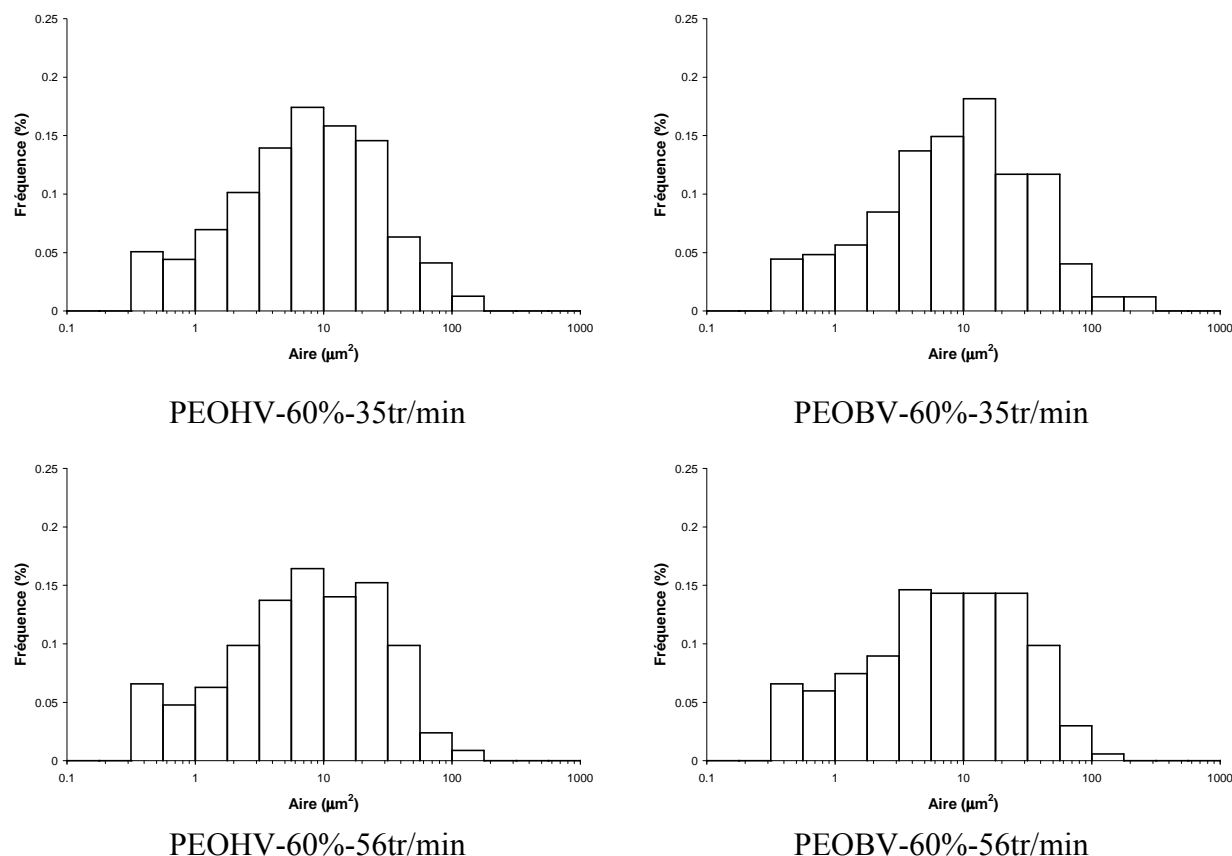 0.25
0.2
0.15
0.1
0.05
0
Fréquence (%)
0.1 1 10 100 1000
Aire (µm²)
PEOHV-60%-35tr/min
0.25
0.2
0.15
0.1
0.05
0
Fréquence (%)
0.1 1 10 100 1000
Aire (µm²)
PEOBV-60%-35tr/min
0.25
0.2
0.15
0.1
0.05
0
Fréquence (%)
0.1 1 10 100 1000
Aire (µm²)
PEOHV-60%-56tr/min
0.25
0.2
0.15
0.1
0.05
0
Fréquence (%)
0.1 1 10 100 1000
Aire (µm²)
PEOBV-60%-56tr/min